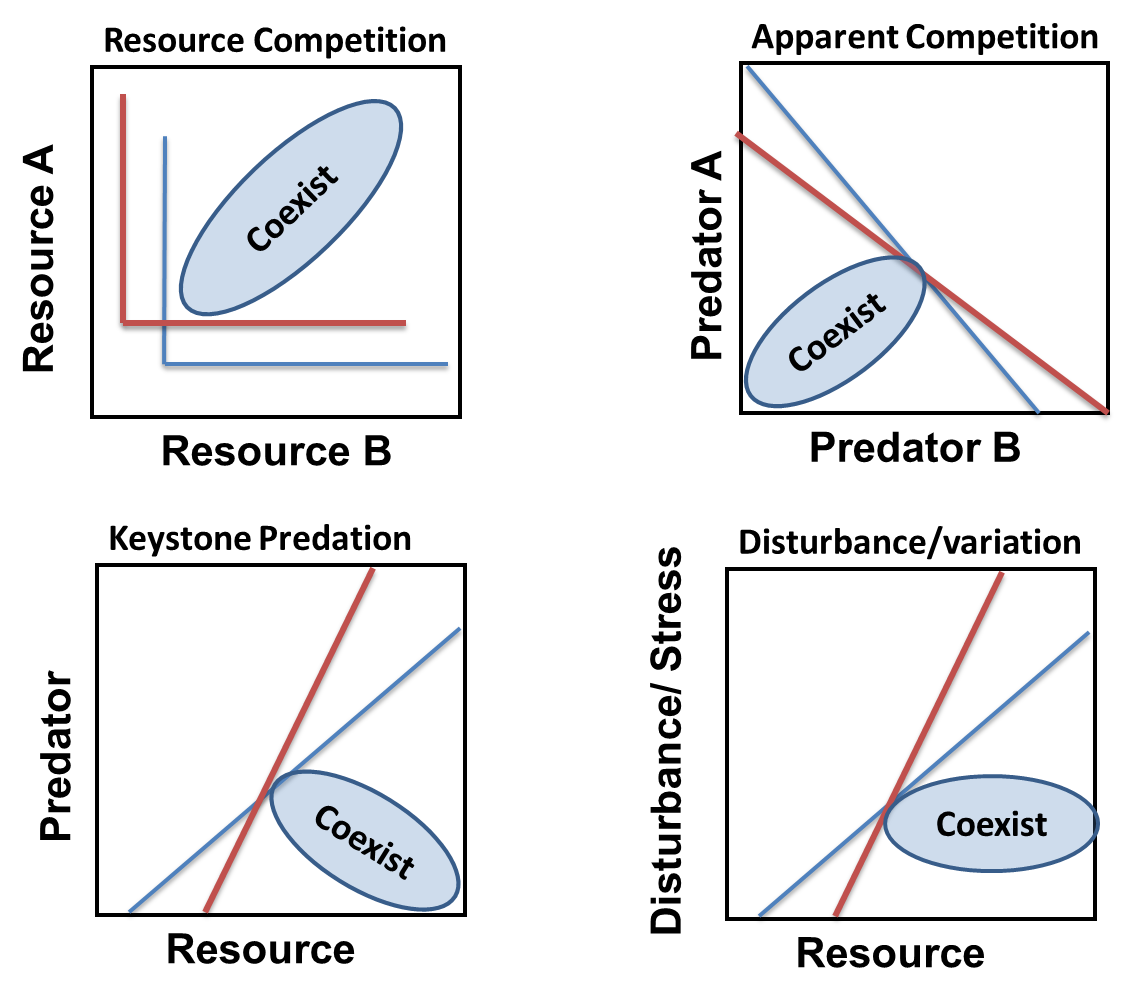 Resource Competition
Resource A
Coexist
Resource B
Apparent Competition
Predator A
Coexist
Predator B
Keystone Predation
Predator
Coexist
Resource
Disturbance/variation
Disturbance/ Stress
Coexist
Resource